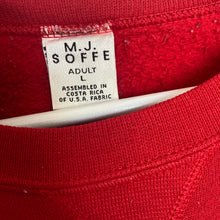 M.J.
SOFFE
ADULT
L
ASSEMBLED IN
COSTA RICA
OF U.S.A. FABRIC